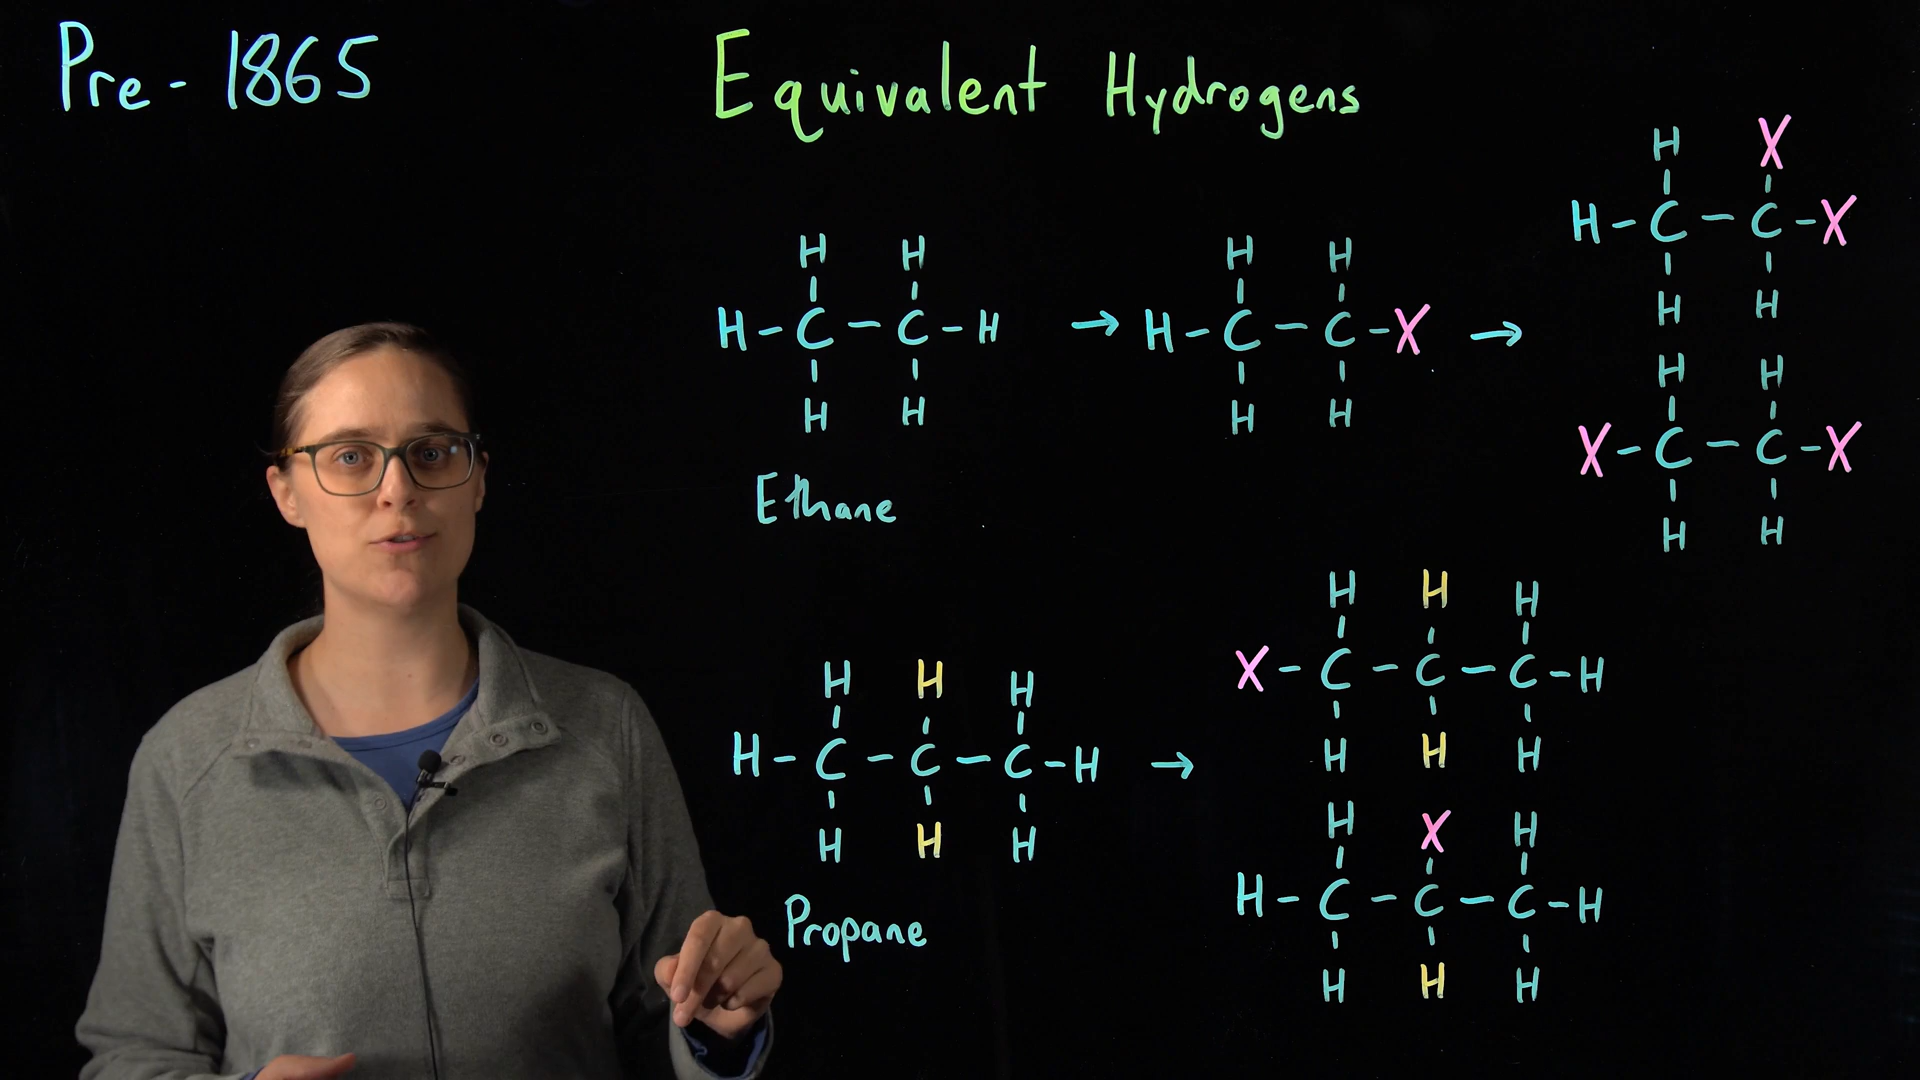 Pre-1865
Equivalent Hydrogens
H H
H-C-C-H
H H
Ethane
→
H H
H-C-C-X
H H
→
H X
H-C-C-X
H H
H H
X-C-C-X
H H
H H H
H-C-C-C-H
H H H
Propane
→
H H H
X-C-C-C-H
H H H
H X H
H-C-C-C-H
H H H